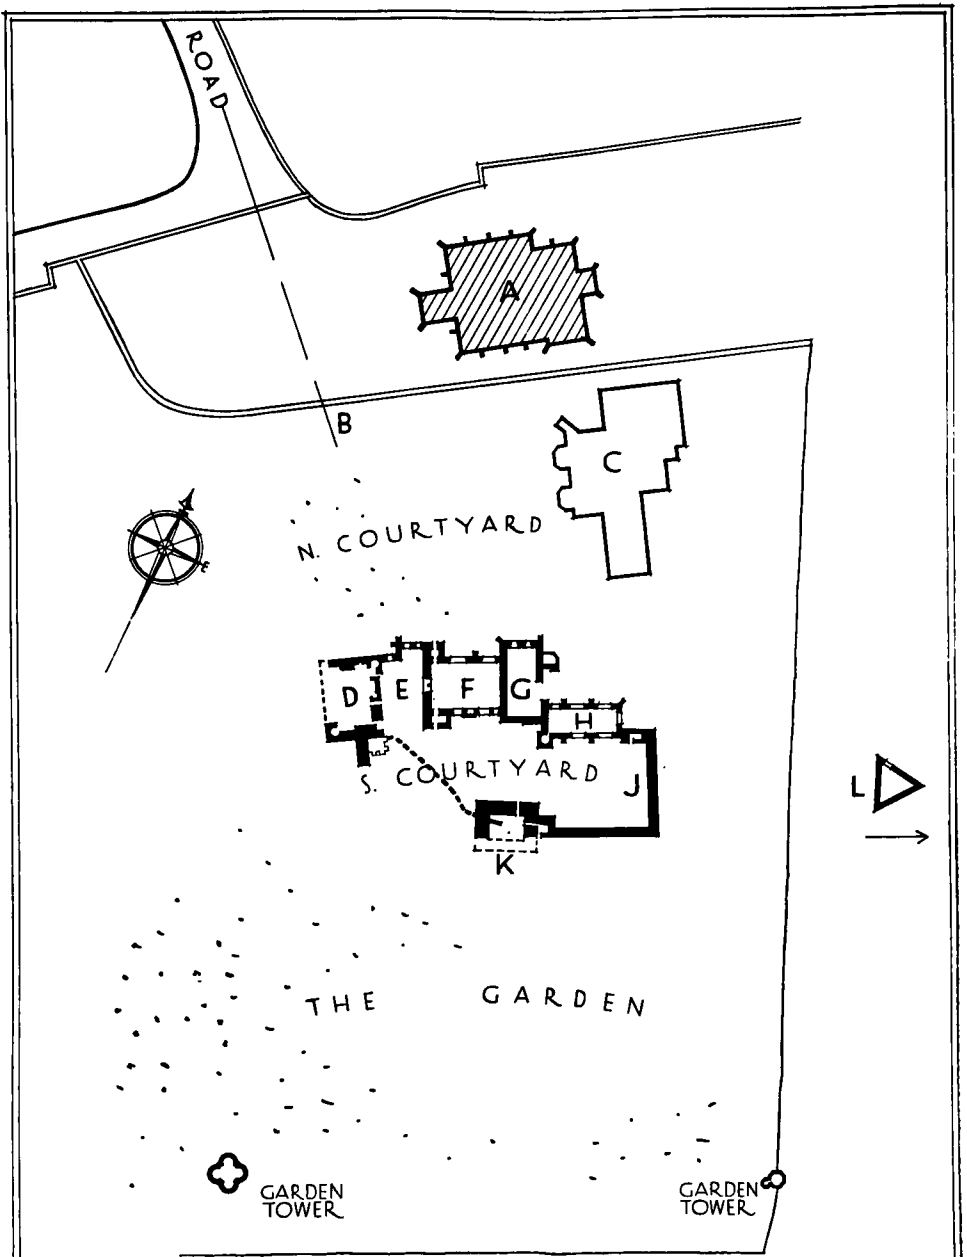 ROAD
A
B
C
N. COURTYARD
E
D E F G
H
S. COURTYARD
J
L
K
THE GARDEN
GARDEN
TOWER
GARDEN
TOWER